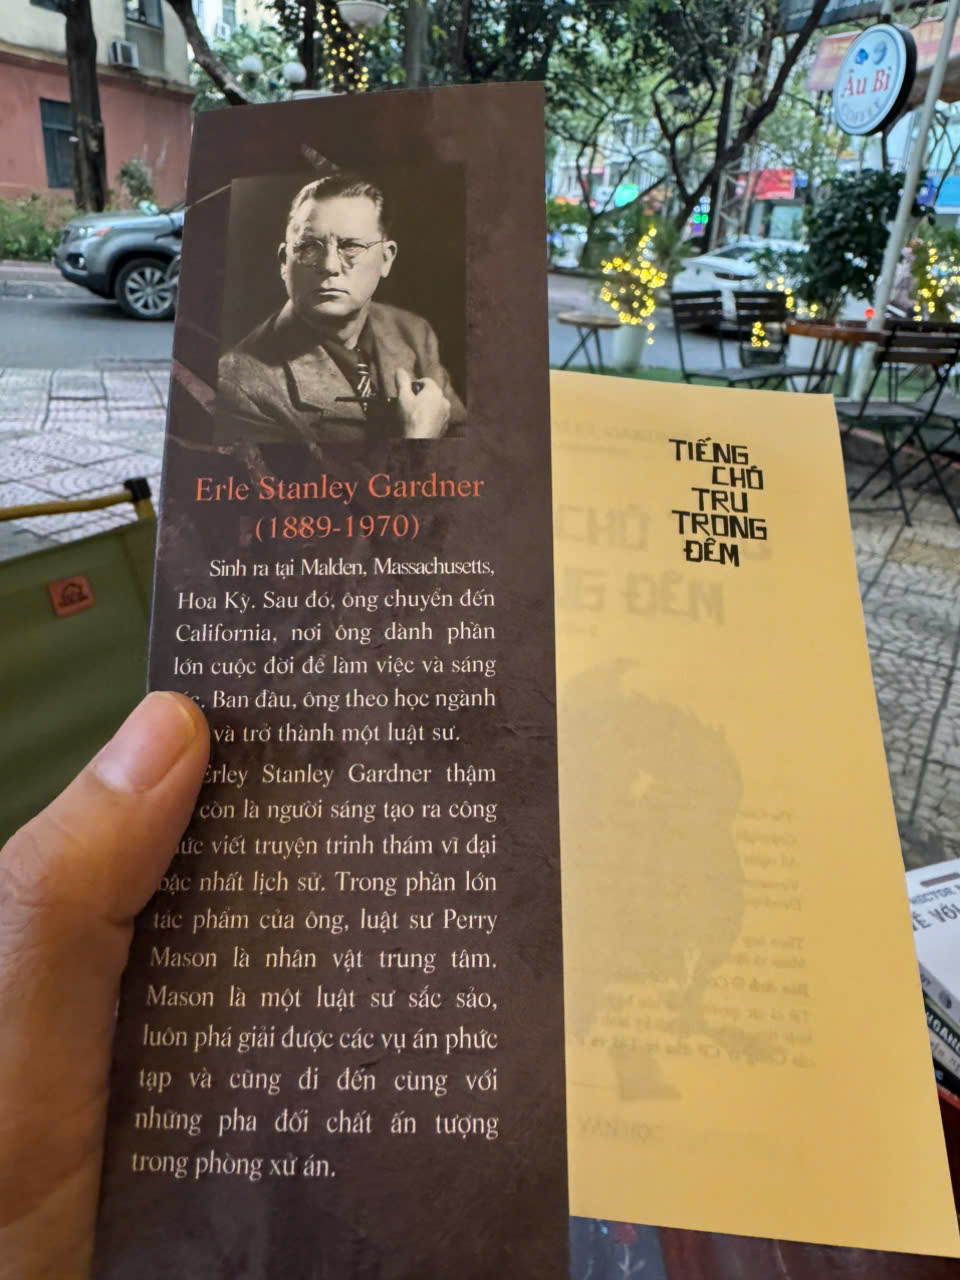 Âu Bi
COFFEE
Erle Stanley Gardner
(1889-1970)
Sinh ra tại Malden, Massachusetts,
Hoa Kỳ. Sau đó, ông chuyển đến
California, nơi ông dành phần
lớn cuộc đời để làm việc và sáng
Ban đầu, ông theo học ngành
và trở thành một luật sư.
Erley Stanley Gardner thậm
còn là người sáng tạo ra công
viết truyện trinh thám vĩ đại
bậc nhất lịch sử. Trong phần lớn
tác phẩm của ông, luật sư Perry
Mason là nhân vật trung tâm.
Mason là một luật sư sắc sảo,
luôn phá giải được các vụ án phức
tạp và cũng đi đến cùng với
những pha đối chất ấn tượng
trong phòng xử án.
TIẾNG
CHÓ
TRU
TRONG
ĐÊM